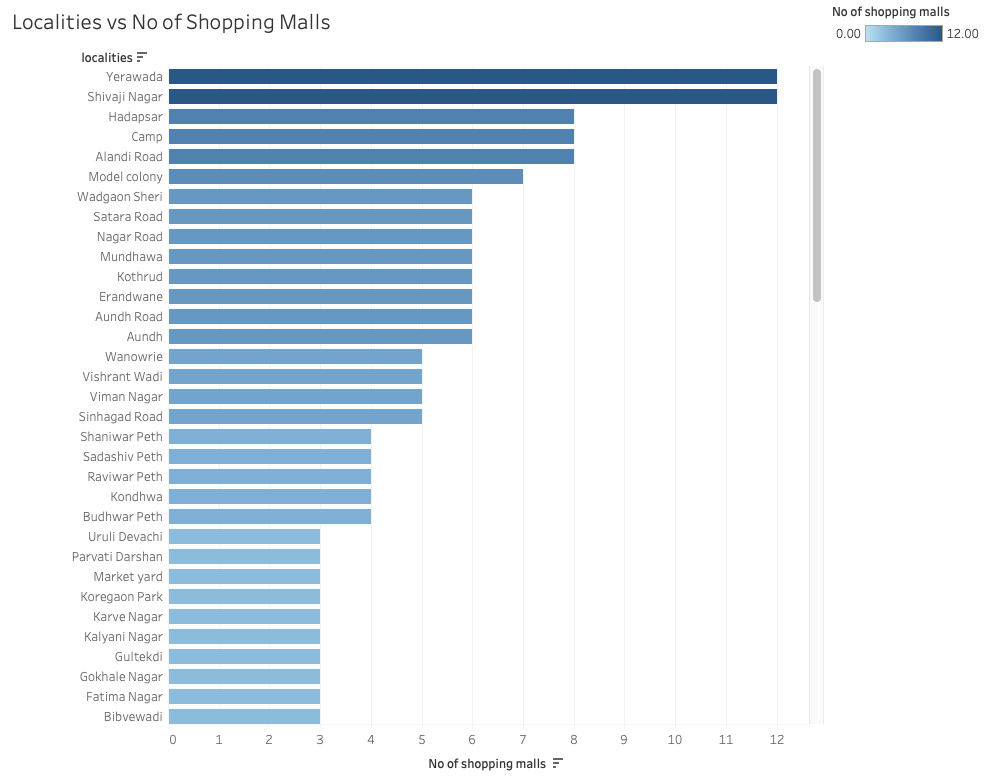 Localities vs No of Shopping Malls
No of shopping malls
0.00 12.00
localities
Yerawada
Shivaji Nagar
Hadapsar
Camp
Alandi Road
Model colony
Wadgaon Sheri
Satara Road
Nagar Road
Mundhawa
Kothrud
Erandwane
Aundh Road
Aundh
Wanowrie
Vishrant Wadi
Viman Nagar
Sinhagad Road
Shaniwar Peth
Sadashiv Peth
Raviwar Peth
Kondhwa
Budhwar Peth
Uruli Devachi
Parvati Darshan
Market yard
Koregaon Park
Karve Nagar
Kalyani Nagar
Gultekdi
Gokhale Nagar
Fatima Nagar
Bibvewadi
0 1 2 3 4 5 6 7 8 9 10 11 12
No of shopping malls